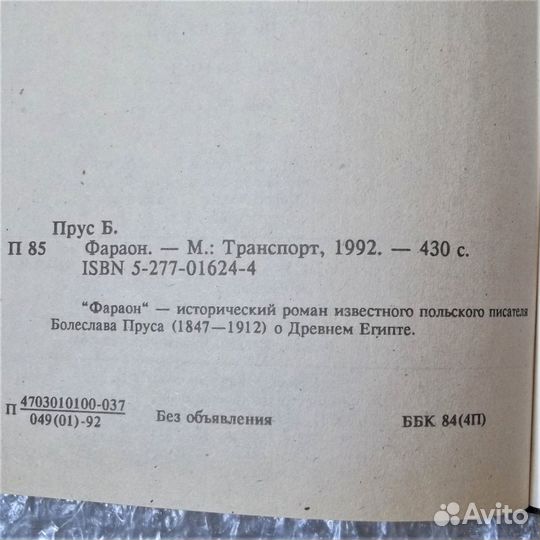 Прус Б.
П 85 Фараон. — М.: Транспорт, 1992. — 430 с.
ISBN 5-277-01624-4
"Фараон" — исторический роман известного польского писателя
Болеслава Пруса (1847—1912) о Древнем Египте.
П 4703010100-037
049(01)-92 Без объявления ББК 84(4П)
Avito